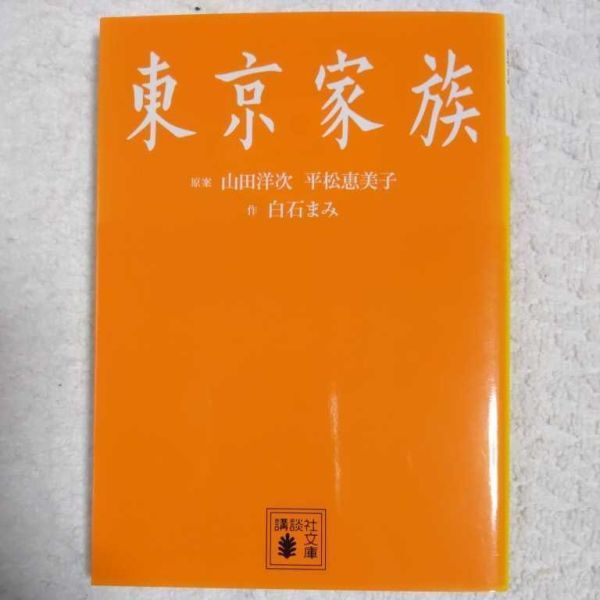 東京家族
原案 山田洋次 平松恵美子
作 白石まみ
講談社
文庫